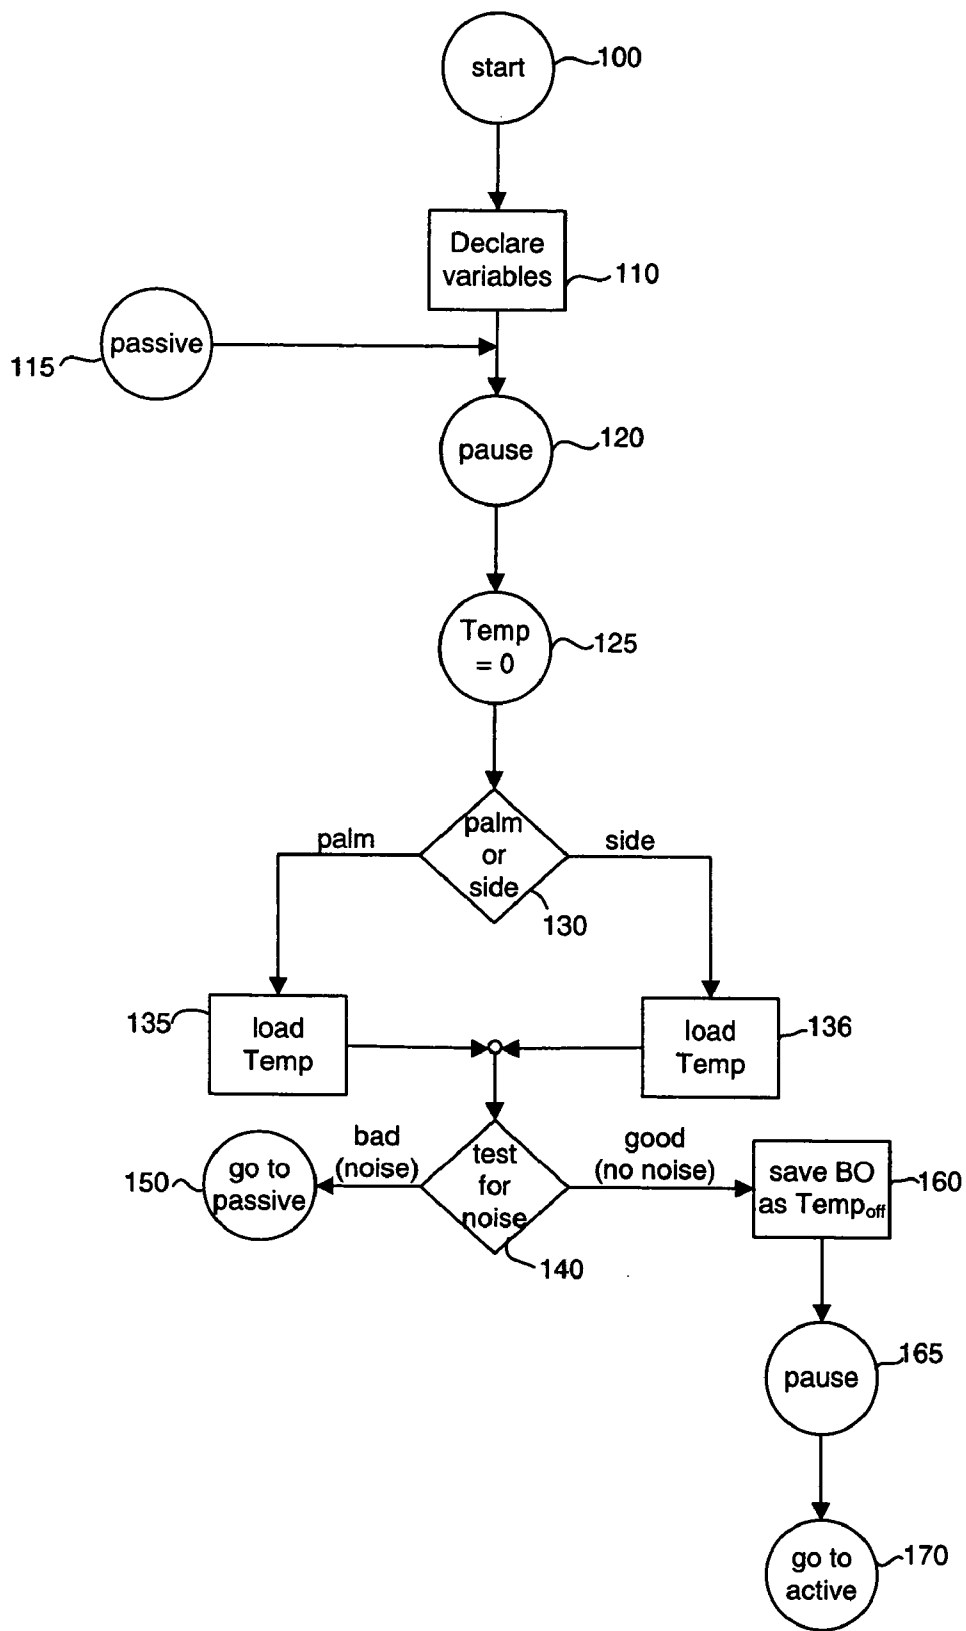 start
100
Declare
variables
110
passive
115
pause
120
Temp
= 0
125
palm
palm
or
side
side
130
135
load
Temp
load
Temp
136
150
go to
passive
bad
(noise)
test
for
noise
140
good
(no noise)
save BO
as Tempoff
160
pause
165
go to
active
170